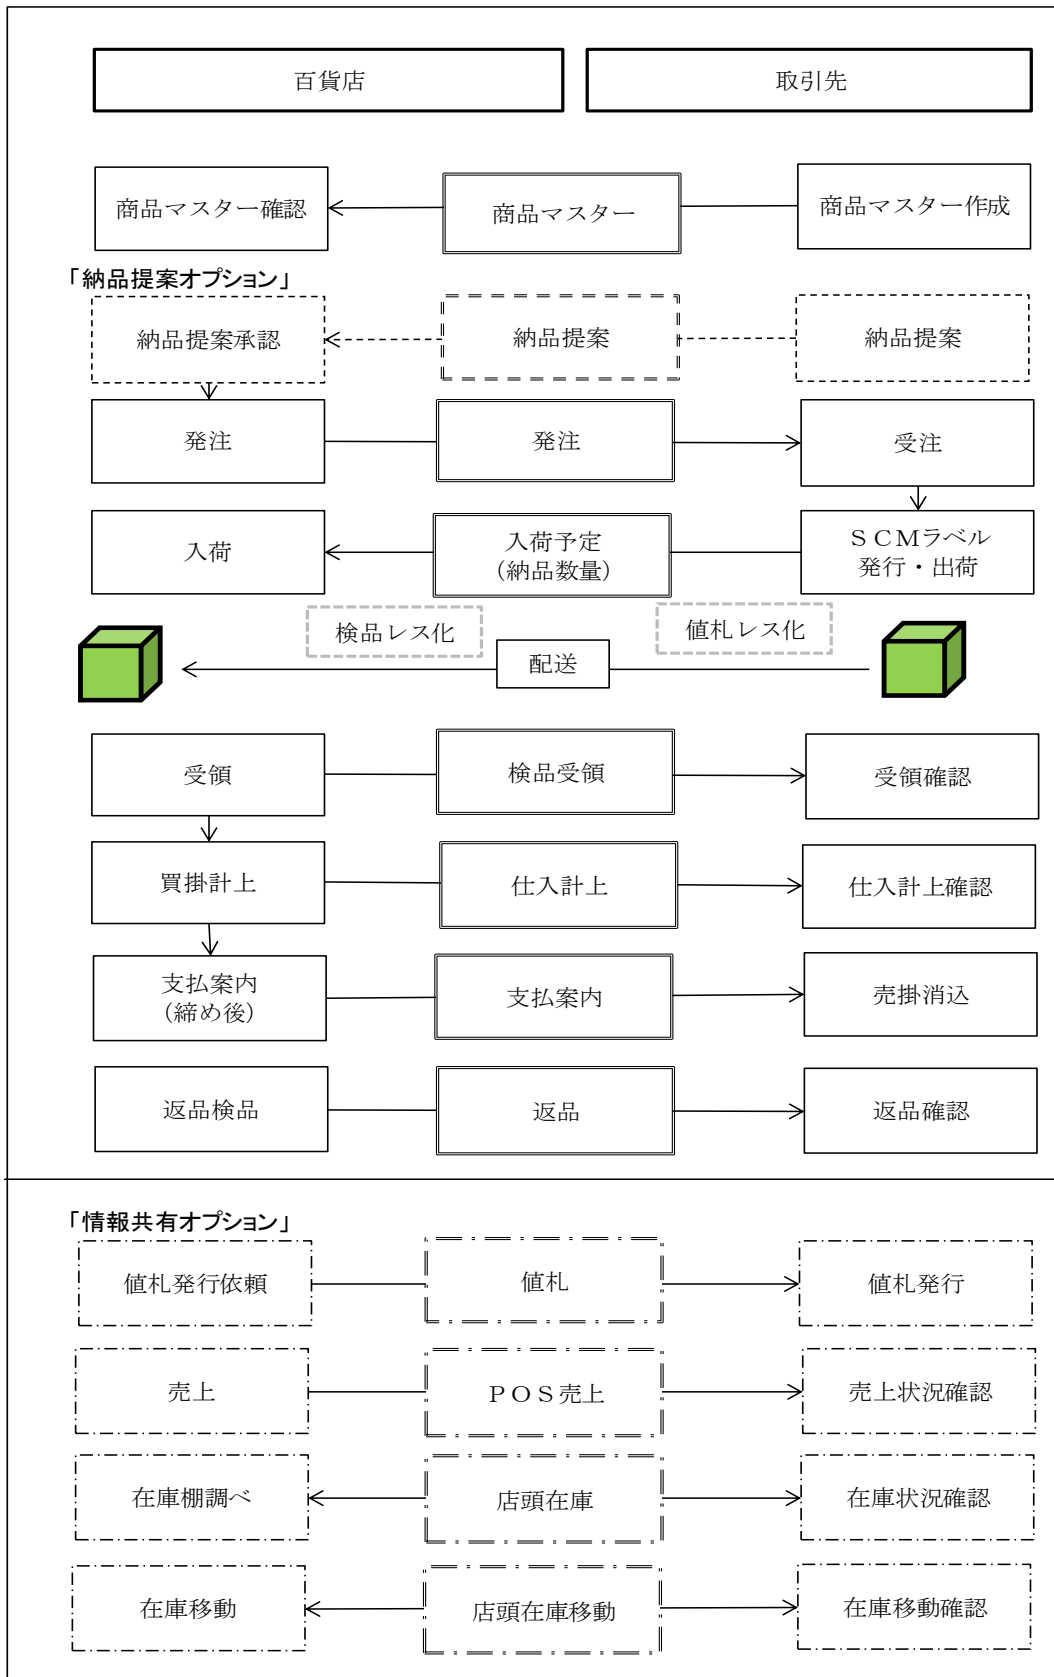 百貨店
取引先
商品マスター確認
商品マスター
商品マスター作成
「納品提案オプション」
納品提案承認
納品提案
納品提案
発注
発注
受注
入荷
入荷予定
(納品数量)
ＳＣＭラベル
発行・出荷
検品レス化
値札レス化
配送
受領
検品受領
受領確認
買掛計上
仕入計上
仕入計上確認
支払案内
(締め後)
支払案内
売掛消込
返品検品
返品
返品確認
「情報共有オプション」
値札発行依頼
値札
値札発行
売上
ＰＯＳ売上
売上状況確認
在庫棚調べ
店頭在庫
在庫状況確認
在庫移動
店頭在庫移動
在庫移動確認